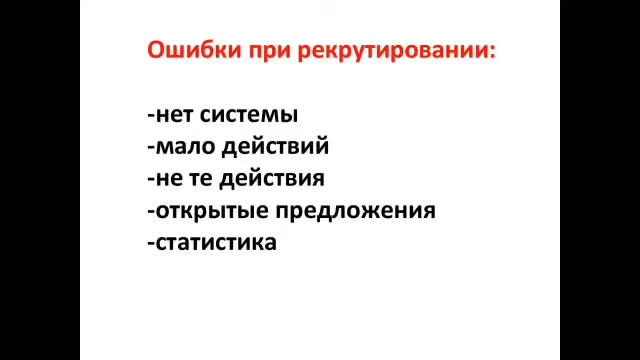 Ошибки при рекрутировании:
-нет системы
-мало действий
-не те действия
-открытые предложения
-статистика